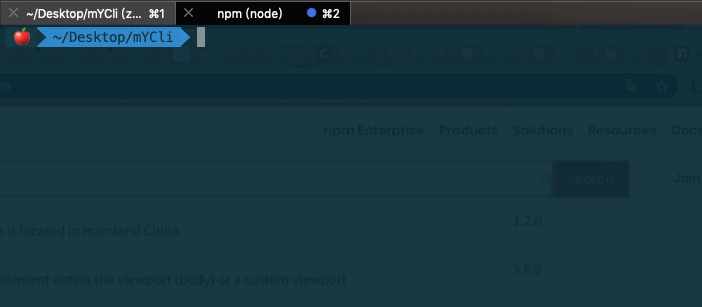 ~/Desktop/mYCli (z... ⌘1 npm (node) ⌘2
~/Desktop/mYCli
npm Enterprise Products Solutions Resources Docs
Search Join
is located in mainland China. 1.2.0
element enters the viewport (body) or a custom viewport 3.6.0